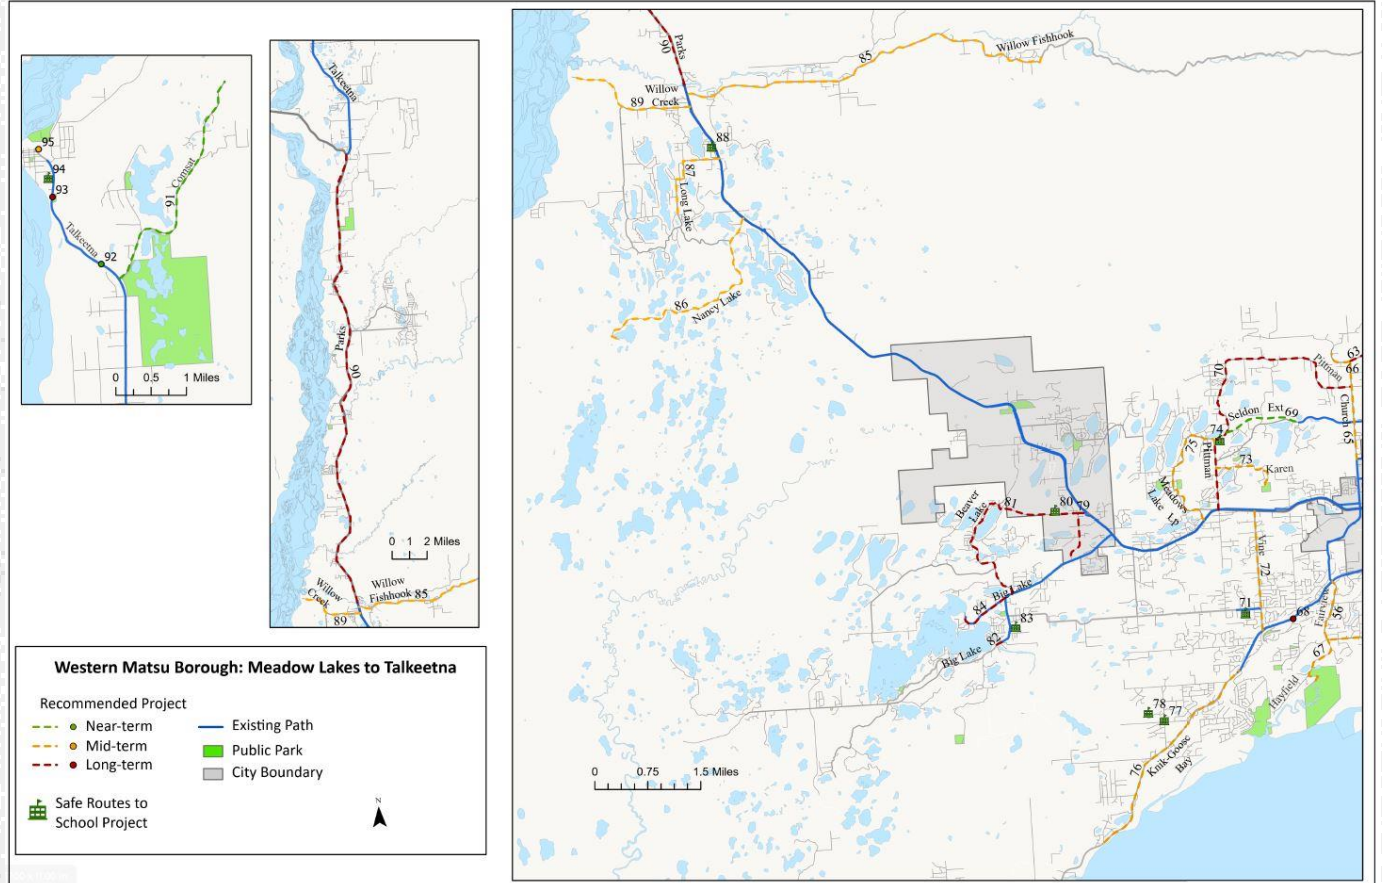 95
94
93
Talkeetna
92
91
Comsat
0 0.5 1 Miles
Talkeetna
Parks
90
0 1 2 Miles
Willow
Creek
Willow
Fishhook 85
89
Western Matsu Borough: Meadow Lakes to Talkeetna
Recommended Project
Near-term
Mid-term
Long-term
Safe Routes to
School Project
Existing Path
Public Park
City Boundary
N
Parks
90
Willow Fishhook
85
Willow
Creek
89
88
87
Long Lake
86
Nancy Lake
63
66
Pittman
70
Seldon Ext 69
Church 65
74
75
Pittman
73
Karen
Meadows
Lake Lp
Beaver
Lake
81
80
79
Vine 72
Big Lake
84
83
82
Big Lake
71
68
Fairview
56
67
Hayfield
78
77
76
Knik-Goose
Bay
0 0.75 1.5 Miles